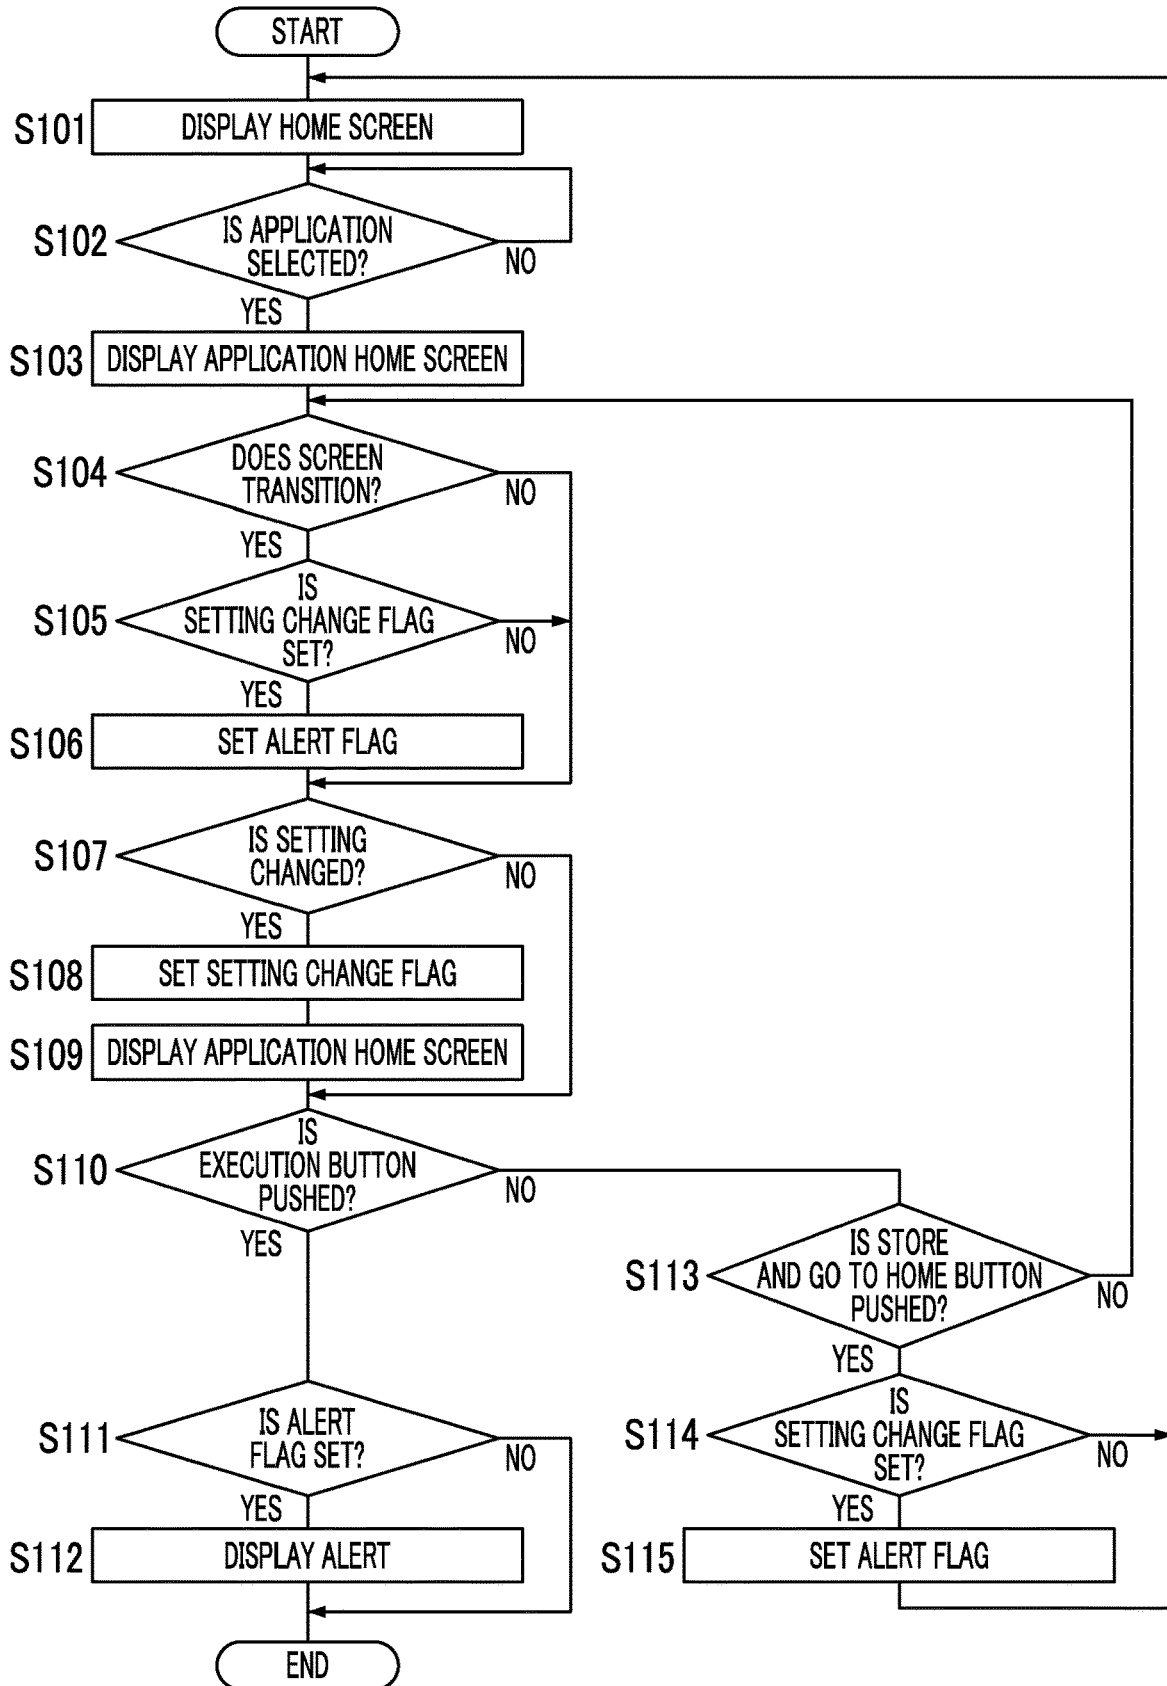 START
S101
DISPLAY HOME SCREEN
S102
IS APPLICATION
SELECTED?
NO
YES
S103
DISPLAY APPLICATION HOME SCREEN
S104
DOES SCREEN
TRANSITION?
NO
YES
S105
IS
SETTING CHANGE FLAG
SET?
NO
YES
S106
SET ALERT FLAG
S107
IS SETTING
CHANGED?
NO
YES
S108
SET SETTING CHANGE FLAG
S109
DISPLAY APPLICATION HOME SCREEN
S110
IS
EXECUTION BUTTON
PUSHED?
NO
YES
S113
IS STORE
AND GO TO HOME BUTTON
PUSHED?
NO
YES
S111
IS ALERT
FLAG SET?
NO
YES
S114
IS
SETTING CHANGE FLAG
SET?
NO
YES
S112
DISPLAY ALERT
S115
SET ALERT FLAG
END